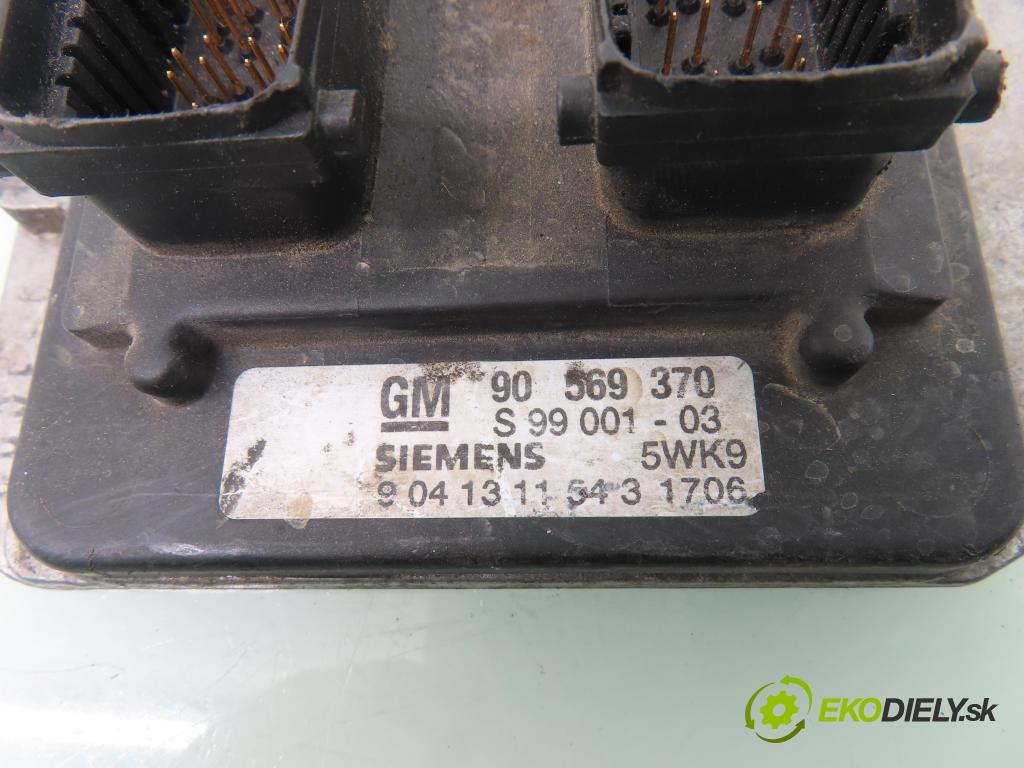 GM 90 569 370
S 99 001 - 03
SIEMENS 5WK9
9 04 13 11 54 3 1706
EKODIELY.sk